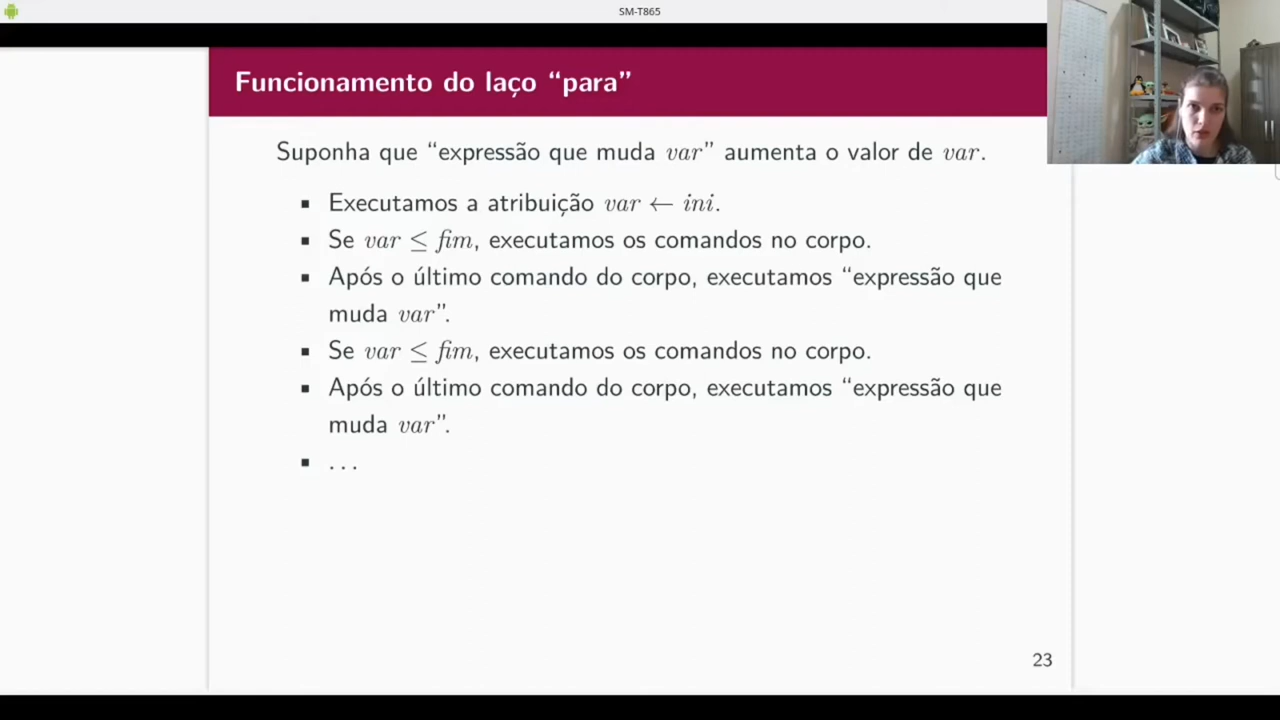 SM-T865
Funcionamento do laço “para”
Suponha que “expressão que muda var” aumenta o valor de var.
▪ Executamos a atribuição var ← ini.
▪ Se var ≤ fim, executamos os comandos no corpo.
▪ Após o último comando do corpo, executamos “expressão que
muda var”.
▪ Se var ≤ fim, executamos os comandos no corpo.
▪ Após o último comando do corpo, executamos “expressão que
muda var”.
▪ . . .
23